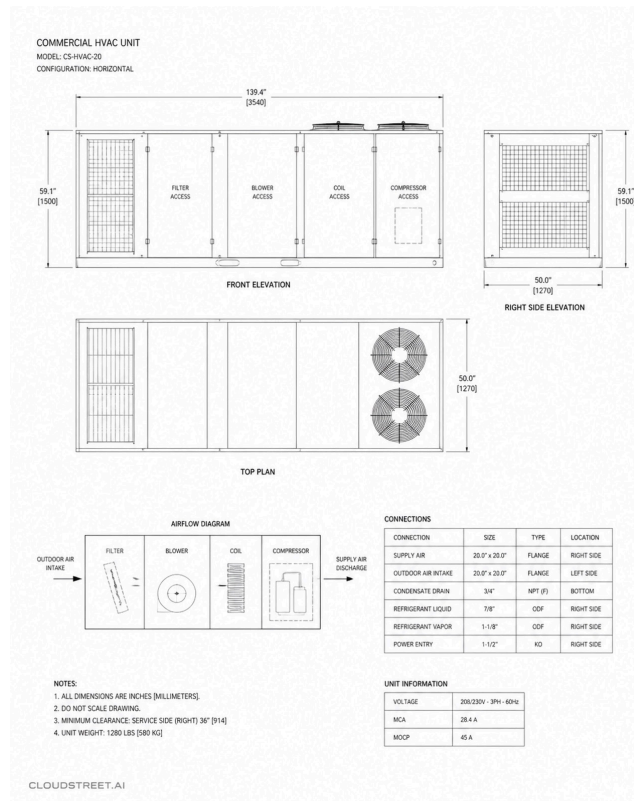 COMMERCIAL HVAC UNIT
MODEL: CS-HVAC-20
CONFIGURATION: HORIZONTAL
139.4"
[3540]
59.1"
[1500]
FILTER
ACCESS
BLOWER
ACCESS
COIL
ACCESS
COMPRESSOR
ACCESS
FRONT ELEVATION
59.1"
[1500]
50.0"
[1270]
RIGHT SIDE ELEVATION
50.0"
[1270]
TOP PLAN
AIRFLOW DIAGRAM
OUTDOOR AIR
INTAKE
FILTER
BLOWER
COIL
COMPRESSOR
SUPPLY AIR
DISCHARGE
CONNECTIONS
CONNECTION SIZE TYPE LOCATION
SUPPLY AIR 20.0" x 20.0" FLANGE RIGHT SIDE
OUTDOOR AIR INTAKE 20.0" x 20.0" FLANGE LEFT SIDE
CONDENSATE DRAIN 3/4" NPT (F) BOTTOM
REFRIGERANT LIQUID 7/8" ODF RIGHT SIDE
REFRIGERANT VAPOR 1-1/8" ODF RIGHT SIDE
POWER ENTRY 1-1/2" KO RIGHT SIDE
NOTES:
1. ALL DIMENSIONS ARE INCHES [MILLIMETERS].
2. DO NOT SCALE DRAWING.
3. MINIMUM CLEARANCE: SERVICE SIDE (RIGHT) 36" [914]
4. UNIT WEIGHT: 1280 LBS [580 KG]
UNIT INFORMATION
VOLTAGE 208/230V - 3PH - 60Hz
MCA 28.4 A
MOCP 45 A
CLOUDSTREET.AI